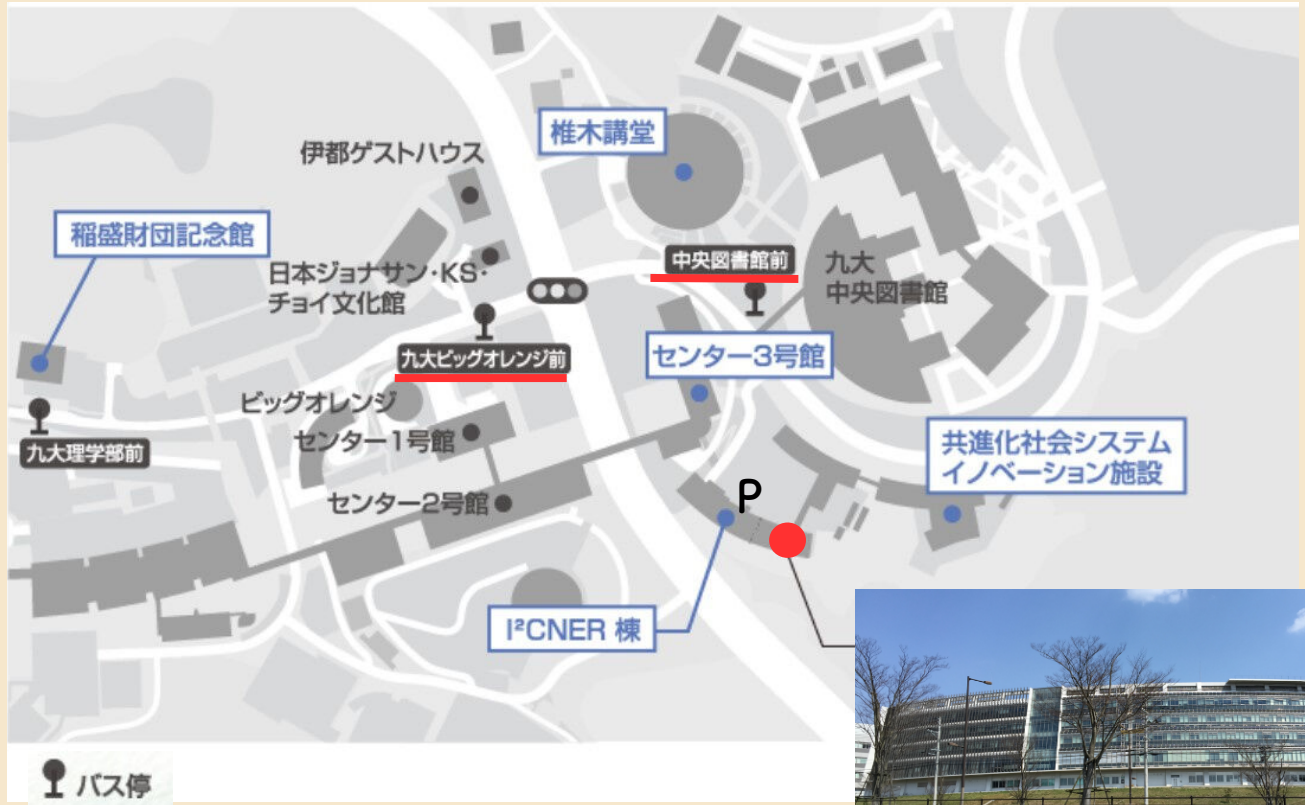 椎木講堂
伊都ゲストハウス
稲盛財団記念館
日本ジョナサン・KS・
チョイ文化館
中央図書館前
九大
中央図書館
九大ビッグオレンジ前
センター3号館
ビッグオレンジ
センター1号館
九大理学部前
共進化社会システム
イノベーション施設
センター2号館
P
I²CNER 棟
バス停